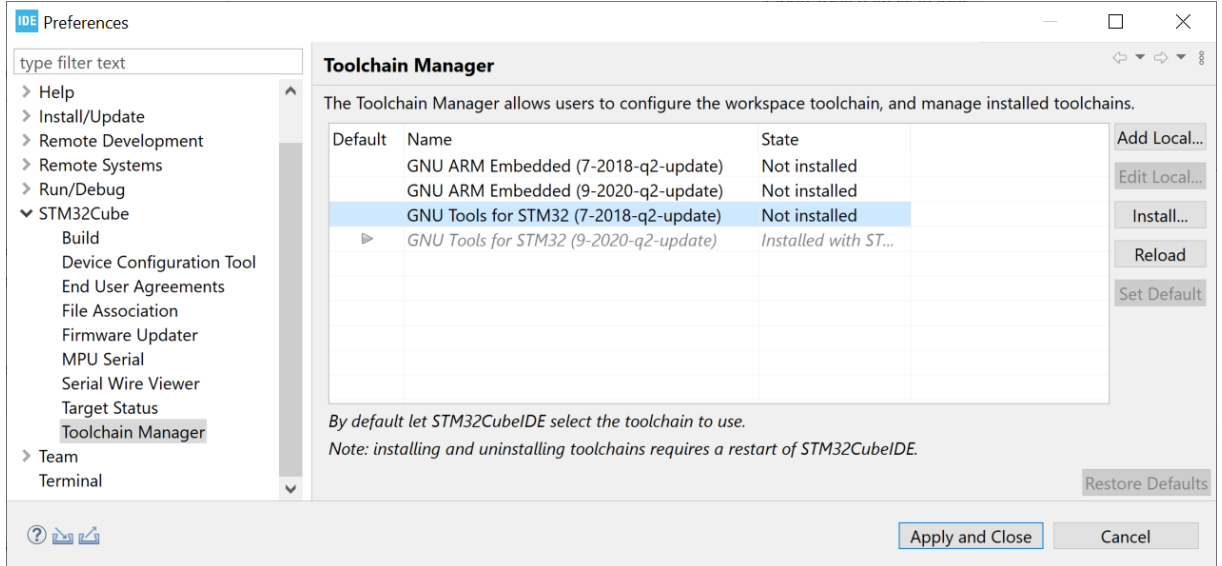 IDE Preferences
type filter text
Help
Install/Update
Remote Development
Remote Systems
Run/Debug
STM32Cube
Build
Device Configuration Tool
End User Agreements
File Association
Firmware Updater
MPU Serial
Serial Wire Viewer
Target Status
Toolchain Manager
Team
Terminal
Toolchain Manager
The Toolchain Manager allows users to configure the workspace toolchain, and manage installed toolchains.
Default Name State
GNU ARM Embedded (7-2018-q2-update) Not installed
GNU ARM Embedded (9-2020-q2-update) Not installed
GNU Tools for STM32 (7-2018-q2-update) Not installed
GNU Tools for STM32 (9-2020-q2-update) Installed with ST...
Add Local...
Edit Local...
Install...
Reload
Set Default
By default let STM32CubeIDE select the toolchain to use.
Note: installing and uninstalling toolchains requires a restart of STM32CubeIDE.
Restore Defaults
Apply and Close
Cancel